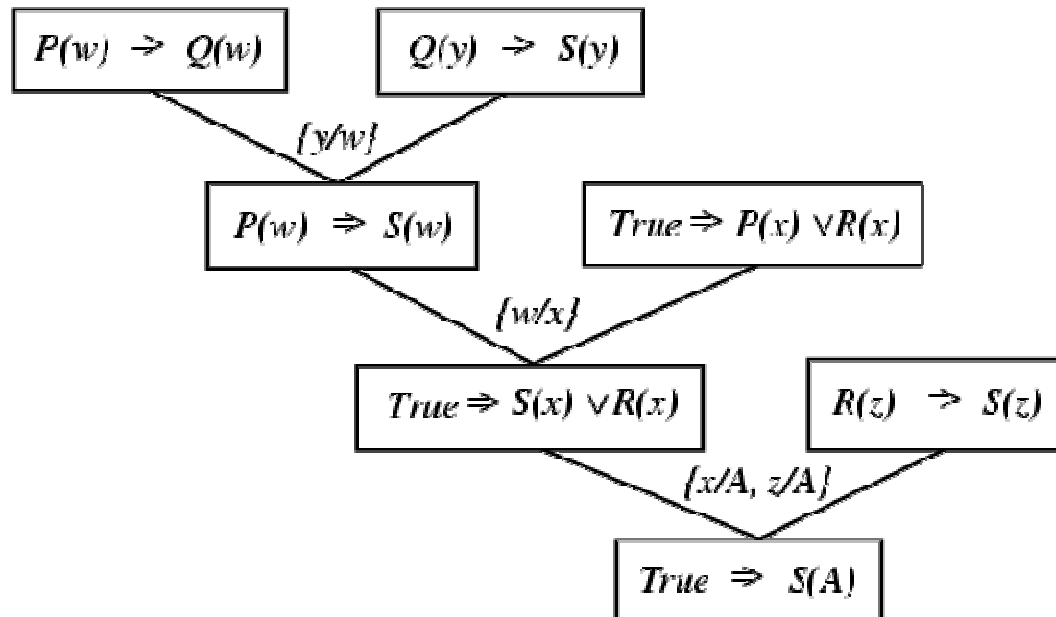 P(w) ⇒ Q(w)
Q(y) ⇒ S(y)
{y/w}
P(w) ⇒ S(w)
True ⇒ P(x) ∨R(x)
{w/x}
True ⇒ S(x) ∨R(x)
R(z) ⇒ S(z)
{x/A, z/A}
True ⇒ S(A)